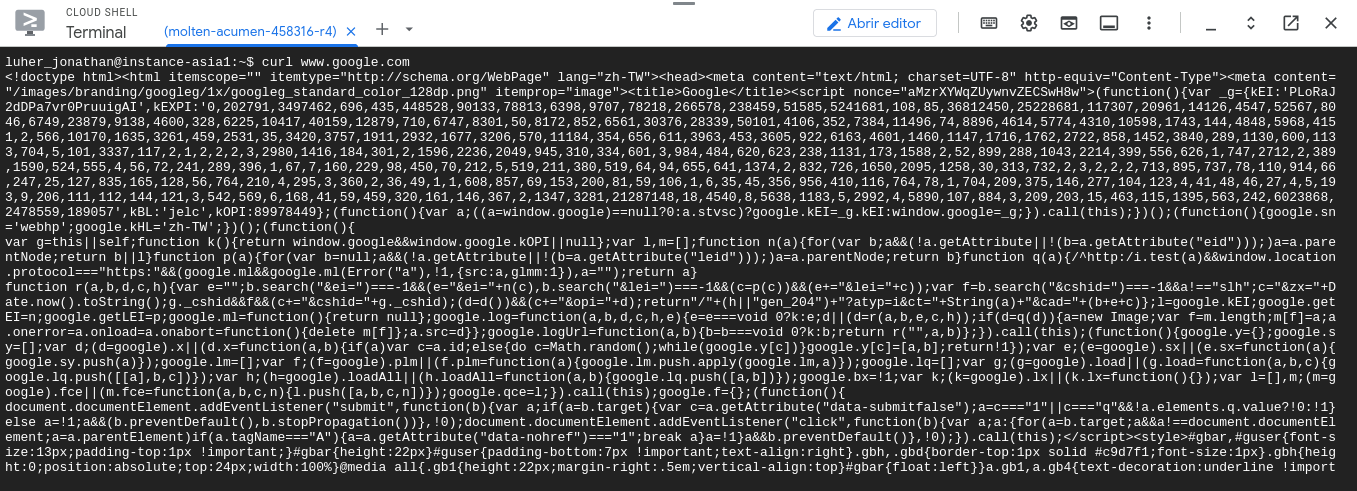 CLOUD SHELL
Terminal
(molten-acumen-458316-r4)
Abrir editor
luher_jonathan@instance-asia1:~$ curl www.google.com
<!doctype html><html itemscope="" itemtype="http://schema.org/WebPage" lang="zh-TW"><head><meta content="text/html; charset=UTF-8" http-equiv="Content-Type"><meta content=
"/images/branding/googleg/1x/googleg_standard_color_128dp.png" itemprop="image"><title>Google</title><script nonce="aMzrXYWqZUywnvZECSwH8w">(function(){var _g={kEI:'PLoRaJ
2dDPa7vr0PruuigAI',kEXPI:'0,202791,3497462,696,435,448528,90133,78813,6398,9707,78218,266578,238459,51585,5241681,108,85,36812450,25228681,117307,20961,14126,4547,52567,80
46,6749,23879,9138,4600,328,6225,10417,40159,12879,710,6747,8301,50,8172,852,6561,30376,28339,50101,4106,352,7384,11496,74,8896,4614,5774,4310,10598,1743,144,4848,5968,415
1,2,566,10170,1635,3261,459,2531,35,3420,3757,1911,2932,1677,3206,570,11184,354,656,611,3963,453,3605,922,6163,4601,1460,1147,1716,1762,2722,858,1452,3840,289,1130,600,113
3,704,5,101,3337,117,2,1,2,2,2,3,2980,1416,184,301,2,1596,2236,2049,945,310,334,601,3,984,484,620,623,238,1131,173,1588,2,52,899,288,1043,2214,399,556,626,1,747,2712,2,389
,1590,524,555,4,56,72,241,289,396,1,67,7,160,229,98,450,70,212,5,519,211,380,519,64,94,655,641,1374,2,832,726,1650,2095,1258,30,313,732,2,3,2,2,2,713,895,737,78,110,914,66
,247,25,127,835,165,128,56,764,210,4,295,3,360,2,36,49,1,1,608,857,69,153,200,81,59,106,1,6,35,45,356,956,410,116,764,78,1,704,209,375,146,277,104,123,4,41,48,46,27,4,5,19
3,9,206,111,112,144,121,3,542,569,6,168,41,59,459,320,161,146,367,2,1347,3281,21287148,18,4540,8,5638,1183,5,2992,4,5890,107,884,3,209,203,15,463,115,1395,563,242,6023868,
2478559,189057',kBL:'jelc',kOPI:89978449};(function(){var a;((a=window.google)==null?0:a.stvsc)?google.kEI=_g.kEI:window.google=_g;}).call(this);})();(function(){google.sn
='webhp';google.kHL='zh-TW';})();(function(){
var g=this||self;function k(){return window.google&&window.google.kOPI||null};var l,m=[];function n(a){for(var b;a&&(!a.getAttribute||!(b=a.getAttribute("eid")));)a=a.pare
ntNode;return b||l}function p(a){for(var b=null;a&&(!a.getAttribute||!(b=a.getAttribute("leid")));)a=a.parentNode;return b}function q(a){/^http:/i.test(a)&&window.location
.protocol==="https:"&&(google.ml&&google.ml(Error("a"),!1,{src:a,glmm:1}),a="");return a}
function r(a,b,d,c,h){var e="";b.search("&ei=")===-1&&(e="&ei="+n(c),b.search("&lei=")===-1&&(c=p(c))&&(e+="&lei="+c));var f=b.search("&cshid=")===-1&&a!=="slh";c="&zx="+D
ate.now().toString();g._cshid&&f&&(c+="&cshid="+g._cshid);(d=d())&&(c+="&opi="+d);return"/"+(h||"gen_204")+"?atyp=i&ct="+String(a)+"&cad="+(b+e+c)};l=google.kEI;google.get
EI=n;google.getLEI=p;google.ml=function(){return null};google.log=function(a,b,d,c,h,e){e=e===void 0?k:e;d||(d=r(a,b,e,c,h));if(d=q(d)){a=new Image;var f=m.length;m[f]=a;a
.onerror=a.onload=a.onabort=function(){delete m[f]};a.src=d}};google.logUrl=function(a,b){b=b===void 0?k:b;return r("",a,b)};}).call(this);(function(){google.y={};google.s
y=[];var d;(d=google).x||(d.x=function(a,b){if(a)var c=a.id;else{do c=Math.random();while(google.y[c])}google.y[c]=[a,b];return!1});var e;(e=google).sx||(e.sx=function(a){
google.sy.push(a)});google.lm=[];var f;(f=google).plm||(f.plm=function(a){google.lm.push.apply(google.lm,a)});google.lq=[];var g;(g=google).load||(g.load=function(a,b,c){g
oogle.lq.push([[a],b,c])});var h;(h=google).loadAll||(h.loadAll=function(a,b){google.lq.push([a,b])});google.bx=!1;var k;(k=google).lx||(k.lx=function(){});var l=[],m;(m=g
oogle).fce||(m.fce=function(a,b,c,n){l.push([a,b,c,n])});google.qce=l;}).call(this);google.f={};(function(){
document.documentElement.addEventListener("submit",function(b){var a;if(a=b.target){var c=a.getAttribute("data-submitfalse");a=c==="1"||c==="q"&&!a.elements.q.value?!0:!1}
else a=!1;a&&(b.preventDefault(),b.stopPropagation())},!0);document.documentElement.addEventListener("click",function(b){var a;a:{for(a=b.target;a&&a!==document.documentEl
ement;a=a.parentElement)if(a.tagName==="A"){a=a.getAttribute("data-nohref")==="1";break a}a=!1}a&&b.preventDefault()},!0);}).call(this);</script><style>#gbar,#guser{font-s
ize:13px;padding-top:1px !important;}#gbar{height:22px}#guser{padding-bottom:7px !important;text-align:right}.gbh,.gbd{border-top:1px solid #c9d7f1;font-size:1px}.gbh{heig
ht:0;position:absolute;top:24px;width:100%}@media all{.gb1{height:22px;margin-right:.5em;vertical-align:top}#gbar{float:left}}a.gb1,a.gb4{text-decoration:underline !import